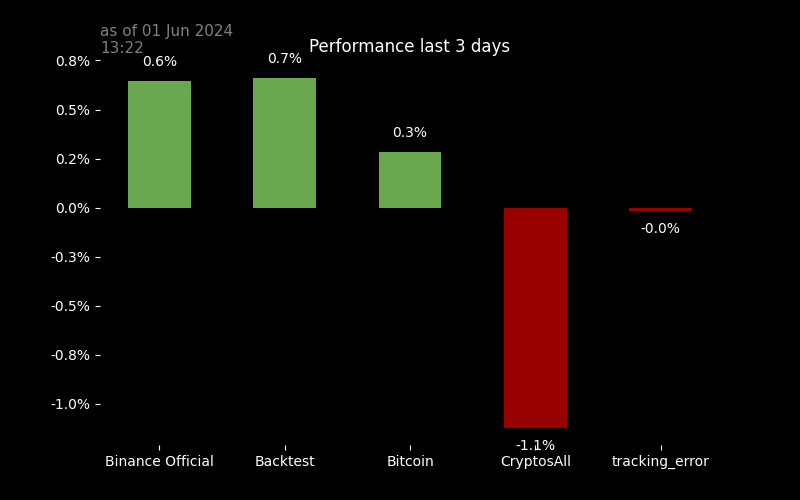 as of 01 Jun 2024
13:22
Performance last 3 days
0.8%
0.5%
0.2%
0.0%
-0.3%
-0.5%
-0.8%
-1.0%
0.6%
0.7%
0.3%
-1.1%
-0.0%
Binance Official
Backtest
Bitcoin
CryptosAll
tracking_error